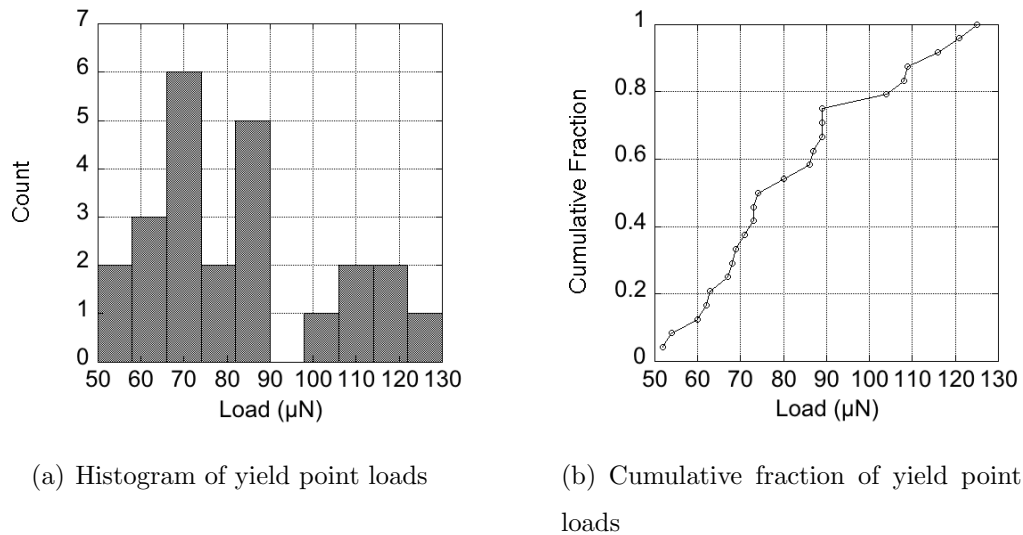 7
6
5
4
3
2
1
0
Count
50 60 70 80 90 100 110 120 130
Load (µN)
(a) Histogram of yield point loads
1
0.8
0.6
0.4
0.2
0
Cumulative Fraction
50 60 70 80 90 100 110 120 130
Load (µN)
(b) Cumulative fraction of yield point
loads